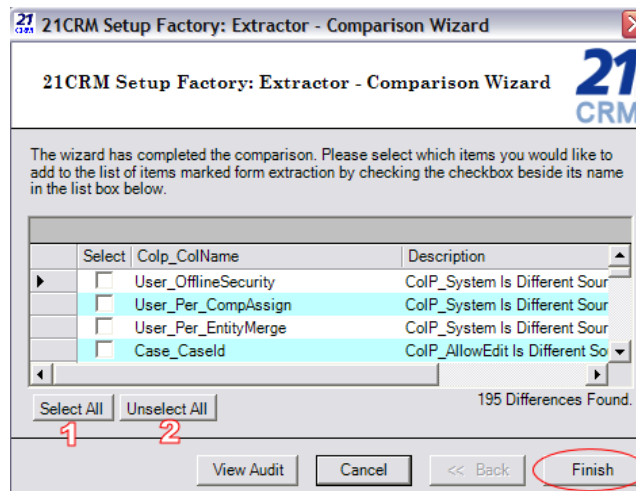 21 CRM 21CRM Setup Factory: Extractor - Comparison Wizard
21CRM Setup Factory: Extractor - Comparison Wizard
21
CRM
The wizard has completed the comparison. Please select which items you would like to
add to the list of items marked form extraction by checking the checkbox beside its name
in the list box below.
Select Colp_ColName Description
User_OfflineSecurity ColP_System Is Different Sour
User_Per_CompAssign ColP_System Is Different Sour
User_Per_EntityMerge ColP_System Is Different Sour
Case_CaseId ColP_AllowEdit Is Different So
Select All Unselect All 195 Differences Found.
1 2
View Audit Cancel << Back Finish